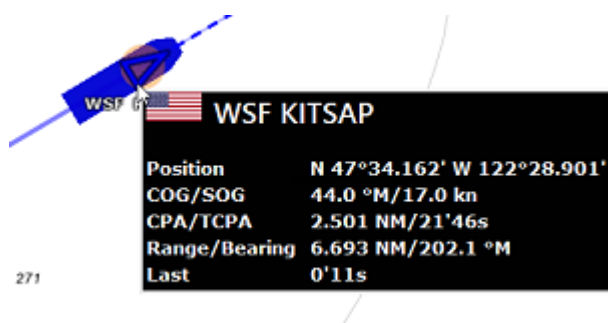 WSF
WSF KITSAP
Position N 47°34.162' W 122°28.901'
COG/SOG 44.0 °M/17.0 kn
CPA/TCPA 2.501 NM/21'46s
Range/Bearing 6.693 NM/202.1 °M
Last 0'11s
271